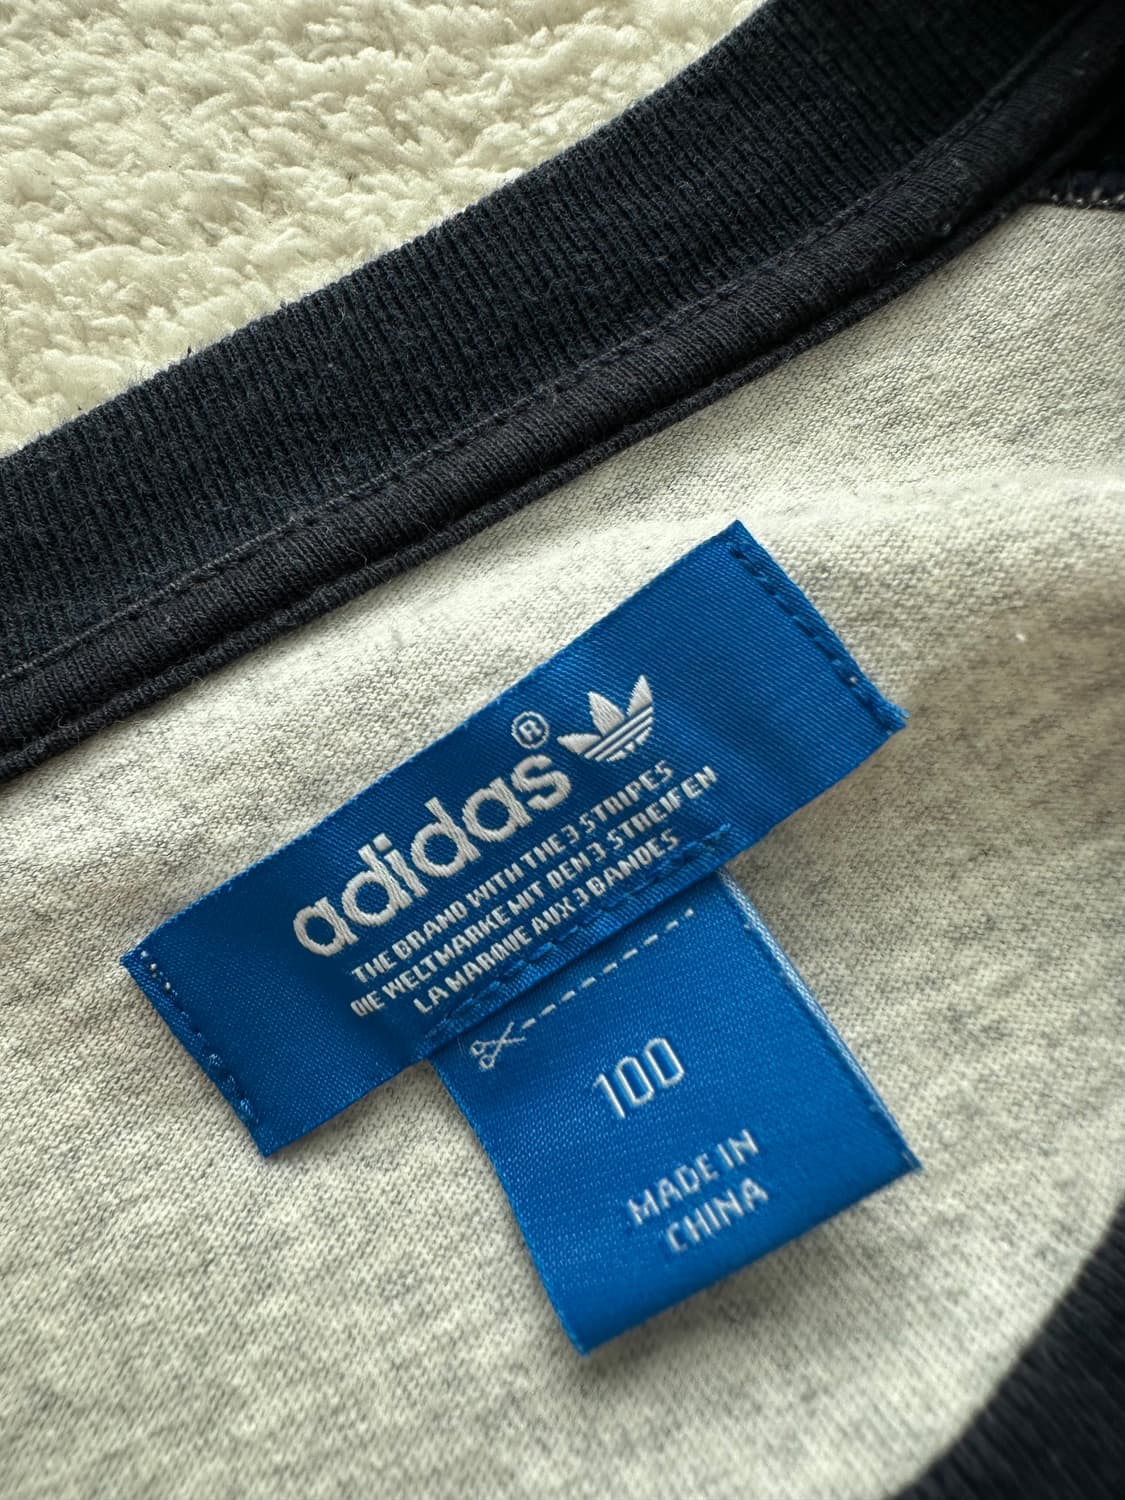 adidas®
THE BRAND WITH THE 3 STRIPES
DIE WELTMARKE MIT DEN 3 STREIFEN
LA MARQUE AUX 3 BANDES
100
MADE IN
CHINA